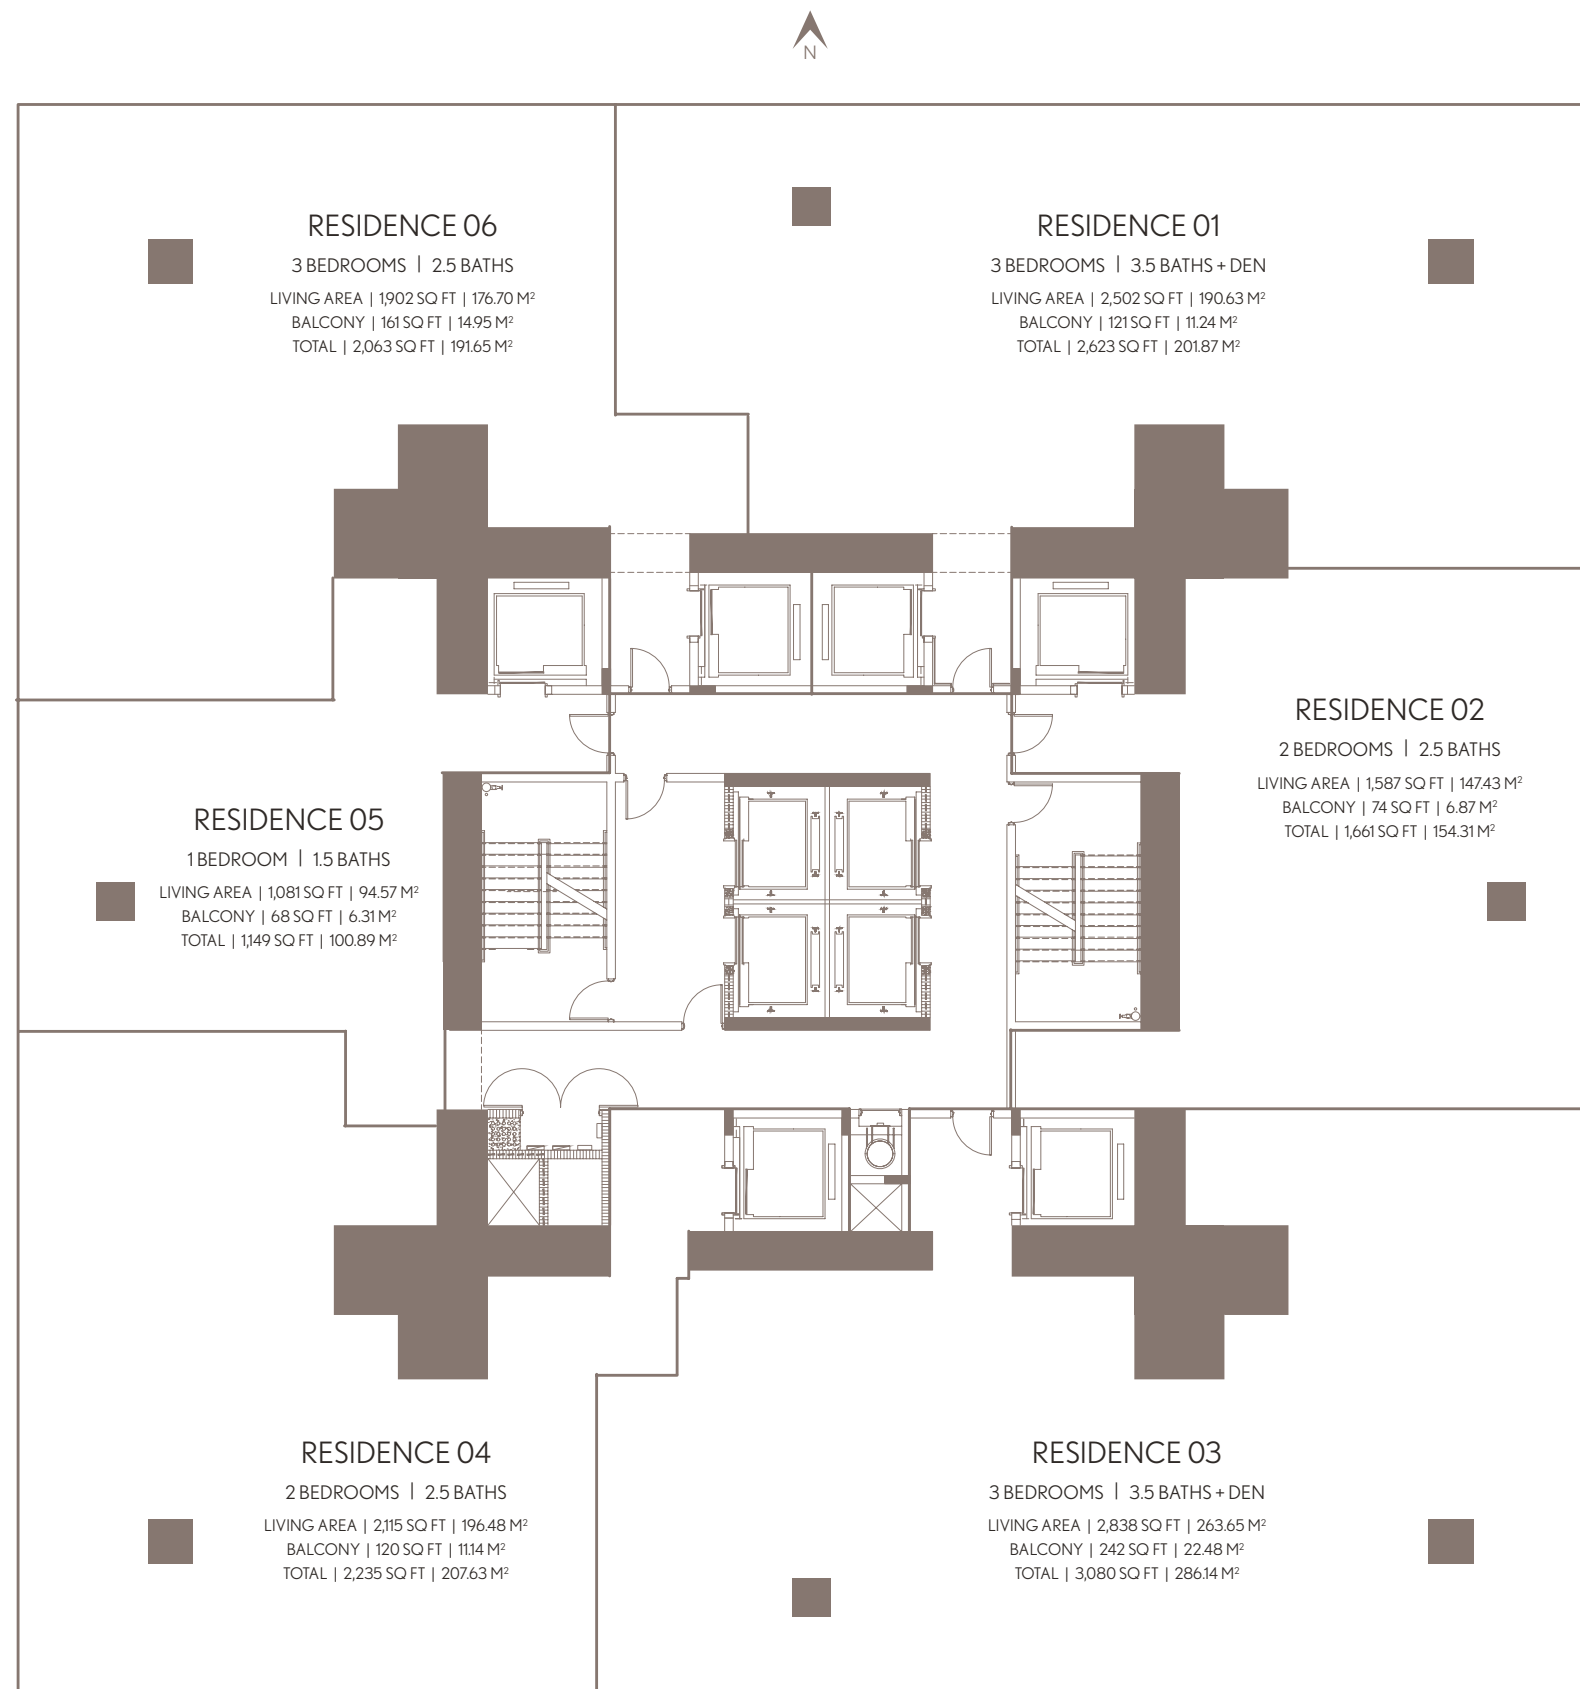 N
RESIDENCE 06
3 BEDROOMS | 2.5 BATHS
LIVING AREA | 1,902 SQ FT | 176.70 M²
BALCONY | 161 SQ FT | 14.95 M²
TOTAL | 2,063 SQ FT | 191.65 M²
RESIDENCE 01
3 BEDROOMS | 3.5 BATHS + DEN
LIVING AREA | 2,502 SQ FT | 190.63 M²
BALCONY | 121 SQ FT | 11.24 M²
TOTAL | 2,623 SQ FT | 201.87 M²
RESIDENCE 02
2 BEDROOMS | 2.5 BATHS
LIVING AREA | 1,587 SQ FT | 147.43 M²
BALCONY | 74 SQ FT | 6.87 M²
TOTAL | 1,661 SQ FT | 154.31 M²
RESIDENCE 05
1 BEDROOM | 1.5 BATHS
LIVING AREA | 1,081 SQ FT | 94.57 M²
BALCONY | 68 SQ FT | 6.31 M²
TOTAL | 1,149 SQ FT | 100.89 M²
RESIDENCE 04
2 BEDROOMS | 2.5 BATHS
LIVING AREA | 2,115 SQ FT | 196.48 M²
BALCONY | 120 SQ FT | 11.14 M²
TOTAL | 2,235 SQ FT | 207.63 M²
RESIDENCE 03
3 BEDROOMS | 3.5 BATHS + DEN
LIVING AREA | 2,838 SQ FT | 263.65 M²
BALCONY | 242 SQ FT | 22.48 M²
TOTAL | 3,080 SQ FT | 286.14 M²